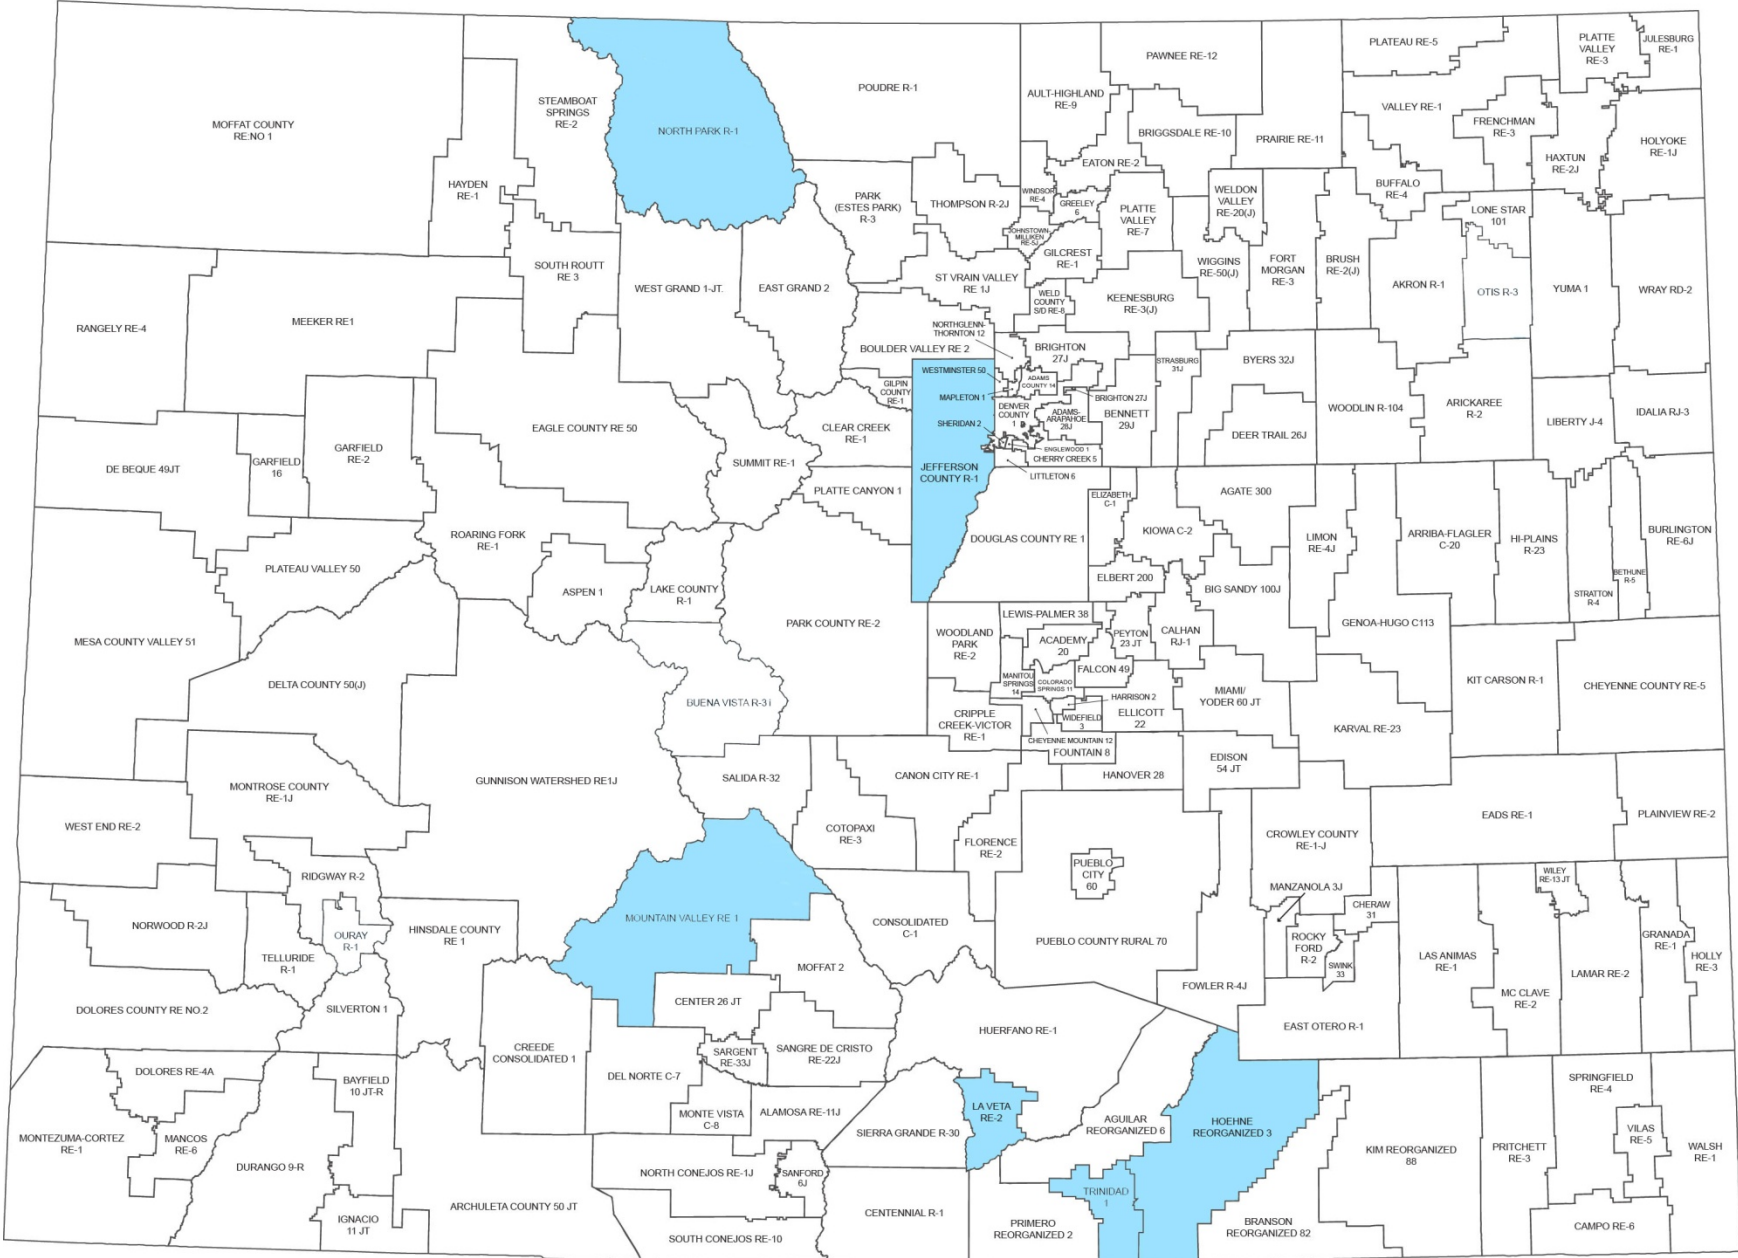 MOFFAT COUNTY
RE:NO 1
HAYDEN
RE-1
STEAMBOAT
SPRINGS
RE-2
NORTH PARK R-1
POUDRE R-1
AULT-HIGHLAND
RE-9
PAWNEE RE-12
BRIGGSDALE RE-10
PRAIRIE RE-11
PLATEAU RE-5
PLATTE
VALLEY
RE-3
JULESBURG
RE-1
VALLEY RE-1
FRENCHMAN
RE-3
HAXTUN
RE-2J
HOLYOKE
RE-1J
BUFFALO
RE-4
EATON RE-2
PARK
(ESTES PARK)
R-3
THOMPSON R-2J
WINDSOR
RE-4
GREELEY
6
PLATTE
VALLEY
RE-7
WELDON
VALLEY
RE-20(J)
LONE STAR
101
JOHNSTOWN-
MILLIKEN
RE-5J
GILCREST
RE-1
WIGGINS
RE-50(J)
FORT
MORGAN
RE-3
BRUSH
RE-2(J)
AKRON R-1
OTIS R-3
YUMA 1
WRAY RD-2
SOUTH ROUTT
RE 3
WEST GRAND 1-JT.
EAST GRAND 2
ST VRAIN VALLEY
RE 1J
WELD
COUNTY
S/D RE-8
KEENESBURG
RE-3(J)
RANGELY RE-4
MEEKER RE1
NORTHGLENN-
THORNTON 12
BOULDER VALLEY RE 2
BRIGHTON
27J
STRASBURG
31J
BYERS 32J
WESTMINSTER 50
ADAMS
COUNTY 14
GILPIN
COUNTY
RE-1
MAPLETON 1
BRIGHTON 27J
DENVER
COUNTY
1
ADAMS-
ARAPAHOE
28J
BENNETT
29J
WOODLIN R-104
ARICKAREE
R-2
LIBERTY J-4
IDALIA RJ-3
SHERIDAN 2
ENGLEWOOD 1
CHERRY CREEK 5
DEER TRAIL 26J
CLEAR CREEK
RE-1
EAGLE COUNTY RE 50
GARFIELD
RE-2
GARFIELD
16
DE BEQUE 49JT
SUMMIT RE-1
JEFFERSON
COUNTY R-1
LITTLETON 6
PLATTE CANYON 1
ELIZABETH
C-1
AGATE 300
DOUGLAS COUNTY RE 1
KIOWA C-2
LIMON
RE-4J
ARRIBA-FLAGLER
C-20
HI-PLAINS
R-23
BURLINGTON
RE-6J
ROARING FORK
RE-1
PLATEAU VALLEY 50
ASPEN 1
LAKE COUNTY
R-1
ELBERT 200
BIG SANDY 100J
STRATTON
R-4
BETHUNE
R-5
MESA COUNTY VALLEY 51
PARK COUNTY RE-2
LEWIS-PALMER 38
WOODLAND
PARK
RE-2
ACADEMY
20
PEYTON
23 JT
CALHAN
RJ-1
GENOA-HUGO C113
DELTA COUNTY 50(J)
BUENA VISTA R-3 i
MANITOU
SPRINGS
14
COLORADO
SPRINGS 11
FALCON 49
MIAMI/
YODER 60 JT
KIT CARSON R-1
CHEYENNE COUNTY RE-5
CRIPPLE
CREEK-VICTOR
RE-1
HARRISON 2
WIDEFIELD
3
ELLICOTT
22
KARVAL RE-23
CHEYENNE MOUNTAIN 12
FOUNTAIN 8
MONTROSE COUNTY
RE-1J
GUNNISON WATERSHED RE1J
SALIDA R-32
CANON CITY RE-1
HANOVER 28
EDISON
54 JT
WEST END RE-2
COTOPAXI
RE-3
FLORENCE
RE-2
CROWLEY COUNTY
RE-1-J
EADS RE-1
PLAINVIEW RE-2
RIDGWAY R-2
PUEBLO
CITY
60
MANZANOLA 3J
WILEY
RE-13 JT
NORWOOD R-2J
OURAY
R-1
HINSDALE COUNTY
RE 1
MOUNTAIN VALLEY RE 1
CONSOLIDATED
C-1
PUEBLO COUNTY RURAL 70
CHERAW
31
ROCKY
FORD
R-2
SWINK
33
LAS ANIMAS
RE-1
GRANADA
RE-1
HOLLY
RE-3
TELLURIDE
R-1
MOFFAT 2
LAMAR RE-2
DOLORES COUNTY RE NO.2
SILVERTON 1
CENTER 26 JT
FOWLER R-4J
MC CLAVE
RE-2
EAST OTERO R-1
HUERFANO RE-1
CREEDE
CONSOLIDATED 1
SARGENT
RE-33J
SANGRE DE CRISTO
RE-22J
DOLORES RE-4A
BAYFIELD
10 JT-R
DEL NORTE C-7
SPRINGFIELD
RE-4
MONTE VISTA
C-8
ALAMOSA RE-11J
LA VETA
RE-2
AGUILAR
REORGANIZED 6
HOEHNE
REORGANIZED 3
MONTEZUMA-CORTEZ
RE-1
MANCOS
RE-6
SIERRA GRANDE R-30
KIM REORGANIZED
88
PRITCHETT
RE-3
VILAS
RE-5
WALSH
RE-1
DURANGO 9-R
NORTH CONEJOS RE-1J
SANFORD
6J
TRINIDAD
1
IGNACIO
11 JT
ARCHULETA COUNTY 50 JT
CENTENNIAL R-1
PRIMERO
REORGANIZED 2
BRANSON
REORGANIZED 82
CAMPO RE-6
SOUTH CONEJOS RE-10